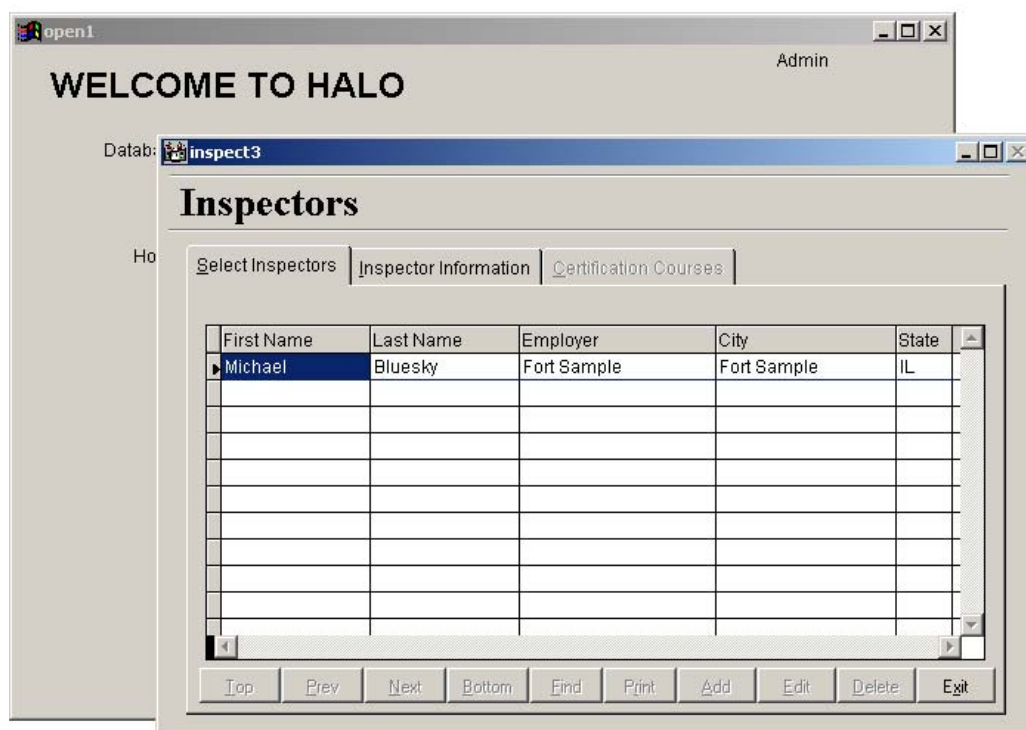 open1
Admin
WELCOME TO HALO
Datab
inspect3
Inspectors
Ho
Select Inspectors Inspector Information Certification Courses
First Name Last Name Employer City State
Michael Bluesky Fort Sample Fort Sample IL
Top Prev Next Bottom Find Print Add Edit Delete Exit